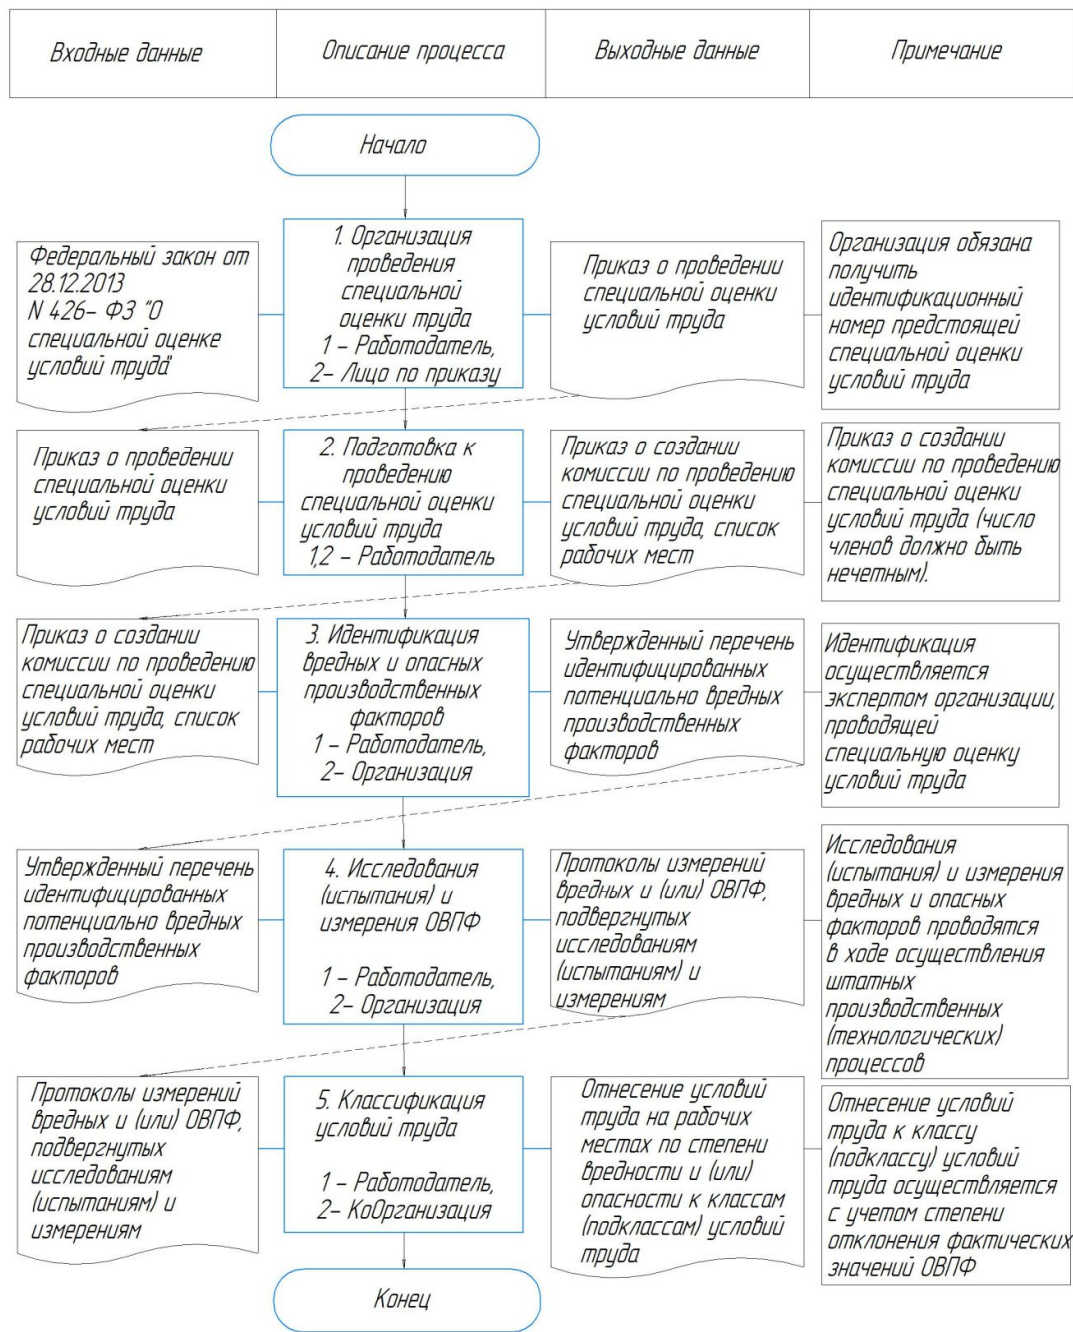 Входные данные
Описание процесса
Выходные данные
Примечание
Начало
Федеральный закон от
28.12.2013
N 426- ФЗ "О
специальной оценке
условий труда"
1. Организация
проведения
специальной
оценки труда
1 - Работодатель,
2- Лицо по приказу
Приказ о проведении
специальной оценки
условий труда
Организация обязана
получить
идентификационный
номер предстоящей
специальной оценки
условий труда
Приказ о проведении
специальной оценки
условий труда
2. Подготовка к
проведению
специальной оценки
условий труда
1,2 - Работодатель
Приказ о создании
комиссии по проведению
специальной оценки
условий труда, список
рабочих мест
Приказ о создании
комиссии по проведению
специальной оценки
условий труда (число
членов должно быть
нечетным).
Приказ о создании
комиссии по проведению
специальной оценки
условий труда, список
рабочих мест
3. Идентификация
вредных и опасных
производственных
факторов
1 - Работодатель,
2- Организация
Утвержденный перечень
идентифицированных
потенциально вредных
производственных
факторов
Идентификация
осуществляется
экспертом организации,
проводящей
специальную оценку
условий труда
Утвержденный перечень
идентифицированных
потенциально вредных
производственных
факторов
4. Исследования
(испытания) и
измерения ОВПФ
1 - Работодатель,
2- Организация
Протоколы измерений
вредных и (или) ОВПФ,
подвергнутых
исследованиям
(испытаниям) и
измерениям
Исследования
(испытания) и измерения
вредных и опасных
факторов проводятся
в ходе осуществления
штатных
производственных
(технологических)
процессов
Протоколы измерений
вредных и (или) ОВПФ,
подвергнутых
исследованиям
(испытаниям) и
измерениям
5. Классификация
условий труда
1 - Работодатель,
2- КоОрганизация
Отнесение условий
труда на рабочих
местах по степени
вредности и (или)
опасности к классам
(подклассам) условий
труда
Отнесение условий
труда к классу
(подклассу) условий
труда осуществляется
с учетом степени
отклонения фактических
значений ОВПФ
Конец